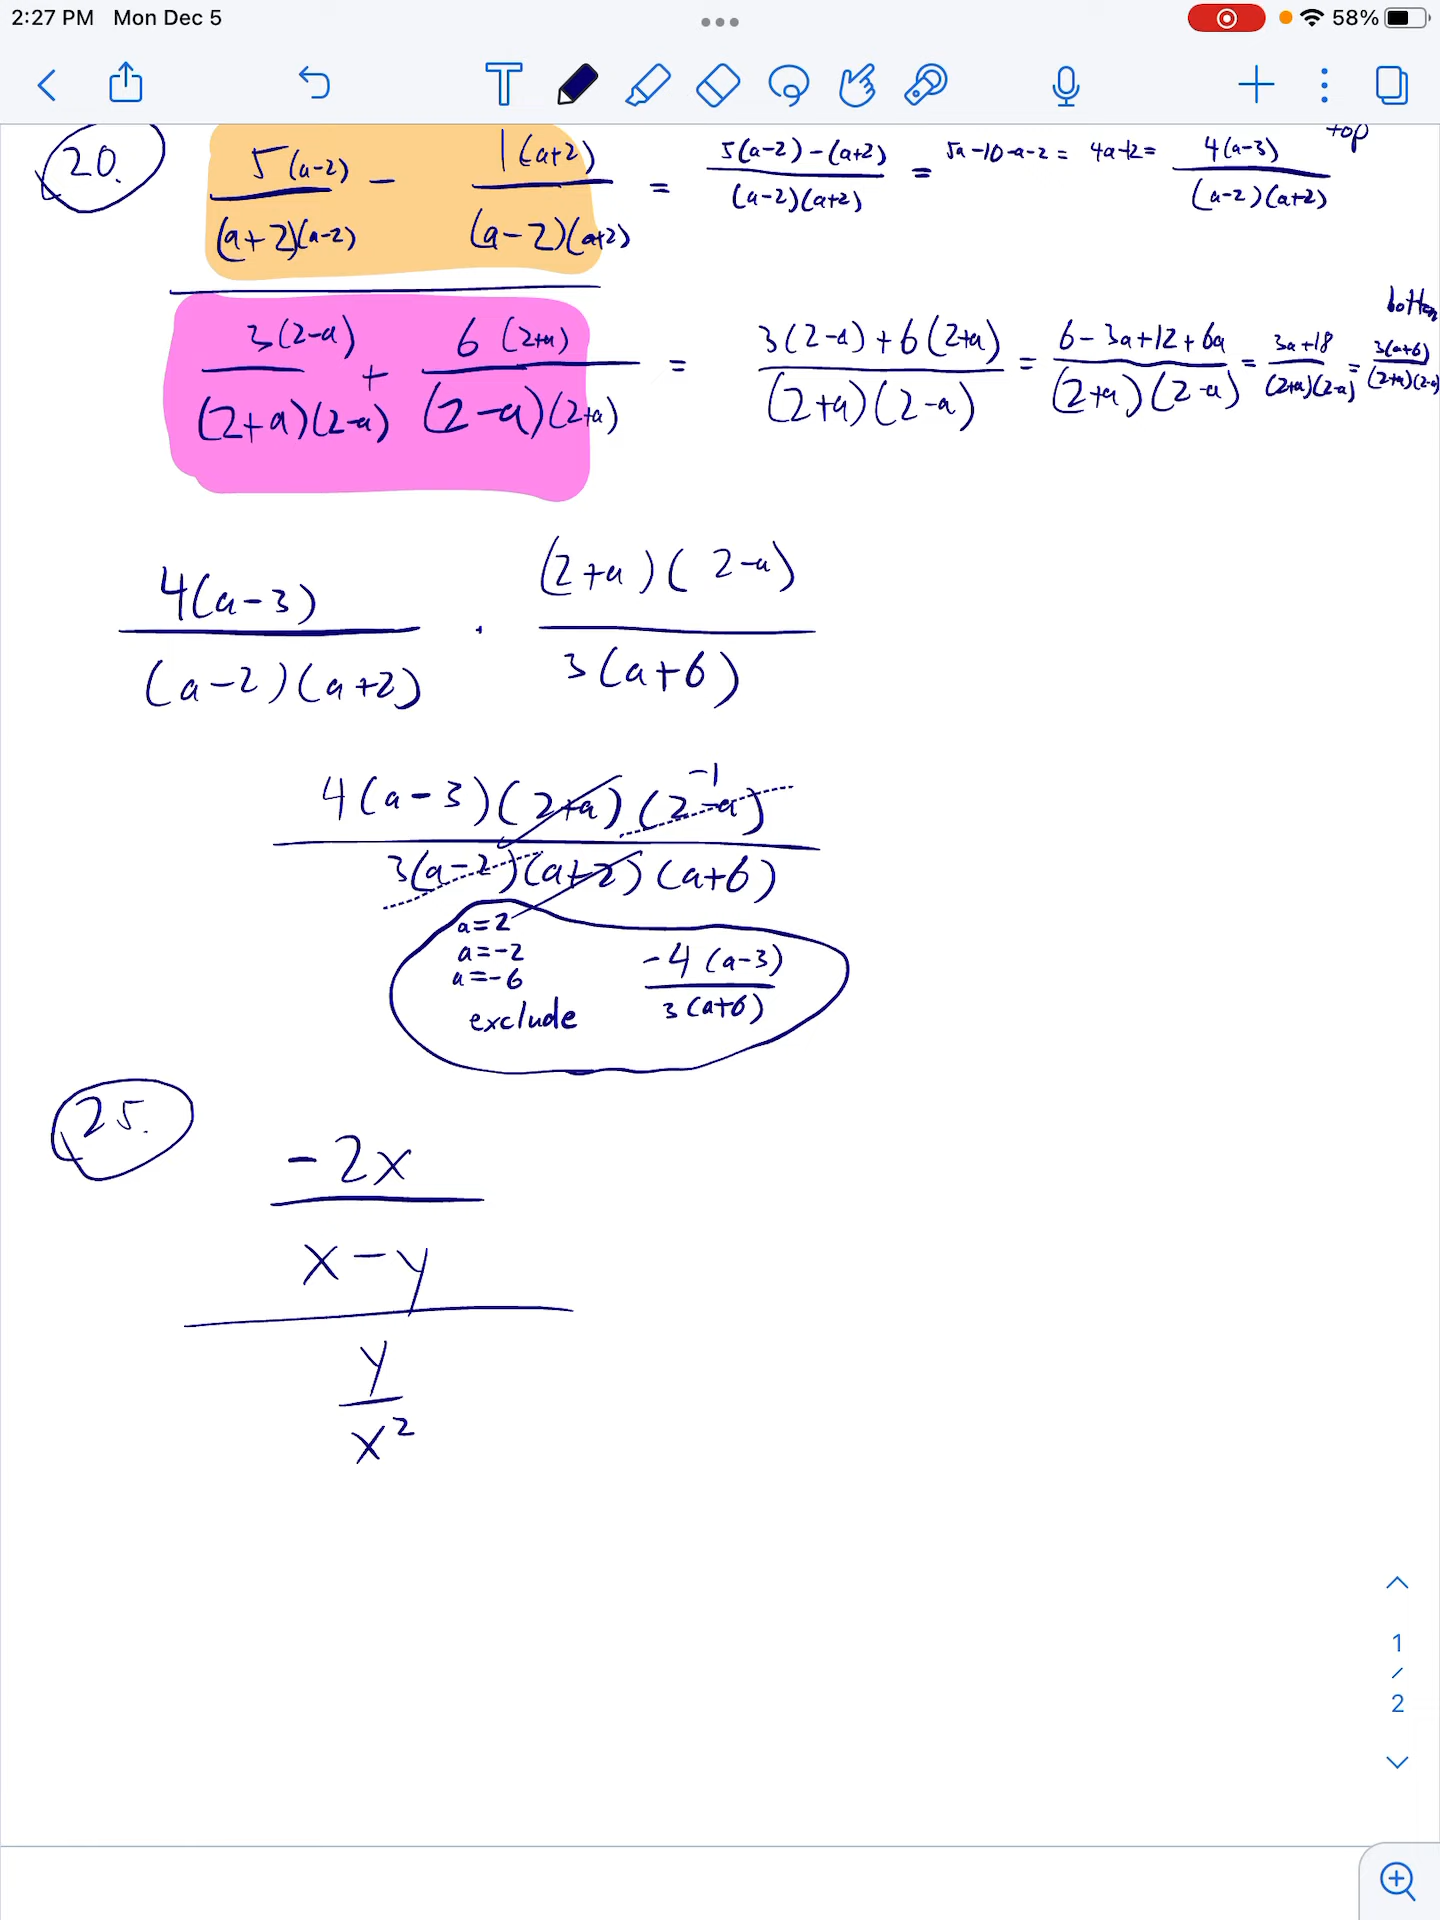 2:27 PM Mon Dec 5
58%
T
top
20. 5(a-2) / (a+2)(a-2) - 1(a+2) / (a-2)(a+2) = 5(a-2)-(a+2) / (a-2)(a+2) = 5a-10-a-2 = 4a-12 = 4(a-3) / (a-2)(a+2)
bottom
3(2-a) / (2+a)(2-a) + 6(2+a) / (2-a)(2+a) = 3(2-a)+6(2+a) / (2+a)(2-a) = 6-3a+12+6a / (2+a)(2-a) = 3a+18 / (2+a)(2-a) = 3(a+6) / (2+a)(2-a)
4(a-3) / (a-2)(a+2) · (2+a)(2-a) / 3(a+6)
-1
4(a-3)(2+a)(2-a)
3(a-2)(a+2)(a+6)
a=2
a=-2
a=-6
exclude
-4(a-3)
3(a+6)
25.
-2x
x-y
y
x²
1
/
2